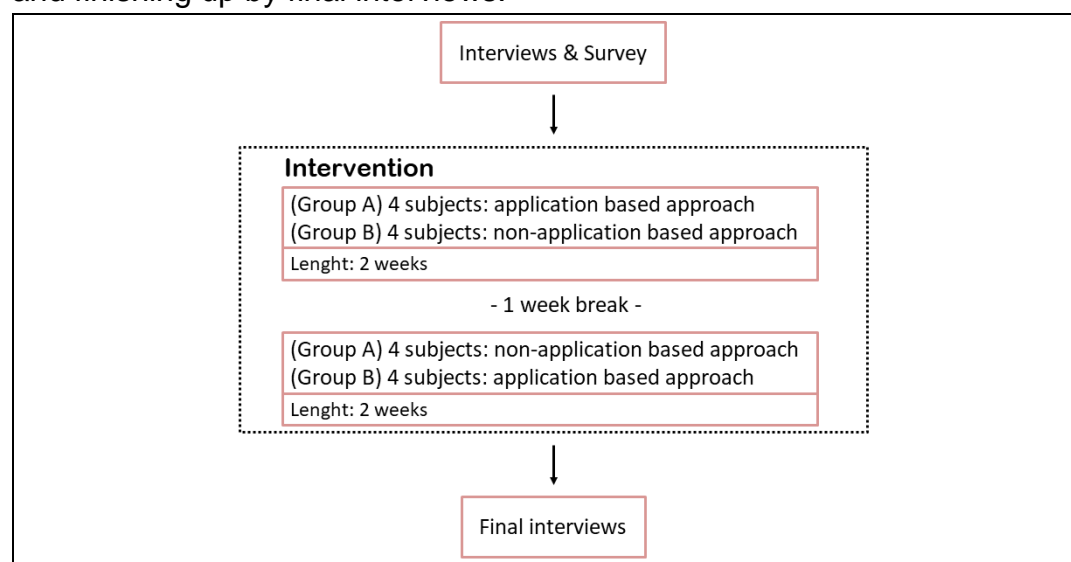 and finishing up by final interviews.
Interviews & Survey
Intervention
(Group A) 4 subjects: application based approach
(Group B) 4 subjects: non-application based approach
Lenght: 2 weeks
- 1 week break -
(Group A) 4 subjects: non-application based approach
(Group B) 4 subjects: application based approach
Lenght: 2 weeks
Final interviews